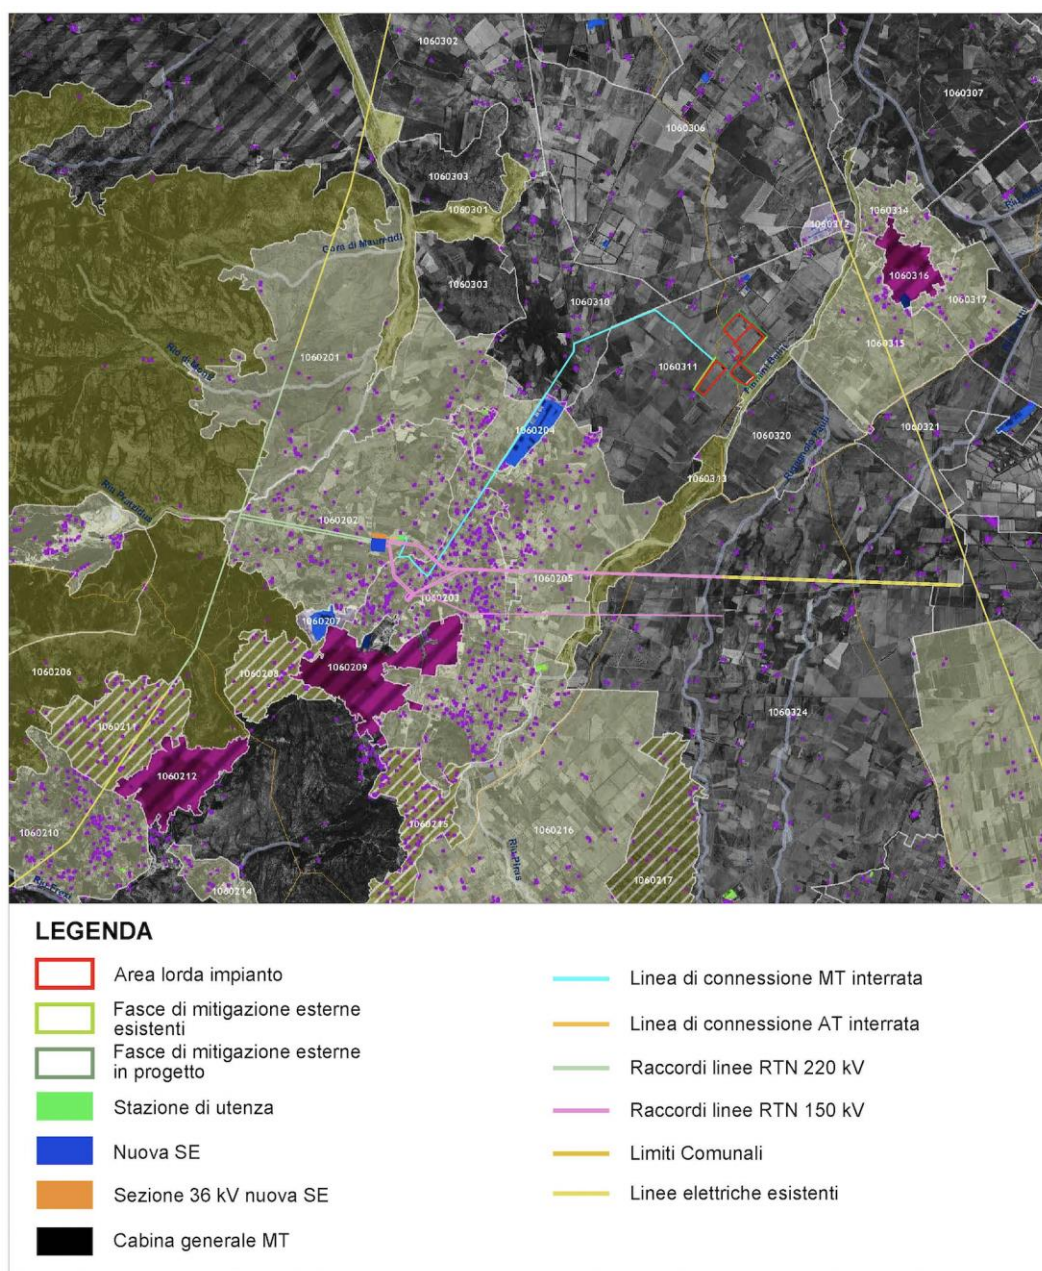 1060302
1060307
1060306
1060303
1060301
1060314
1060312
Gora di Maurreddi
1060316
1060303
1060310
1060317
1060201
1060311
1060315
1060204
1060320
1060321
1060313
1060202
1060205
1060203
1060207
1060209
1060206
1060211
1060324
1060212
1060210
1060215
1060216
Riu Piras
1060214
1060217
LEGENDA
Area lorda impianto
Fasce di mitigazione esterne
esistenti
Fasce di mitigazione esterne
in progetto
Stazione di utenza
Nuova SE
Sezione 36 kV nuova SE
Cabina generale MT
Linea di connessione MT interrata
Linea di connessione AT interrata
Raccordi linee RTN 220 kV
Raccordi linee RTN 150 kV
Limiti Comunali
Linee elettriche esistenti